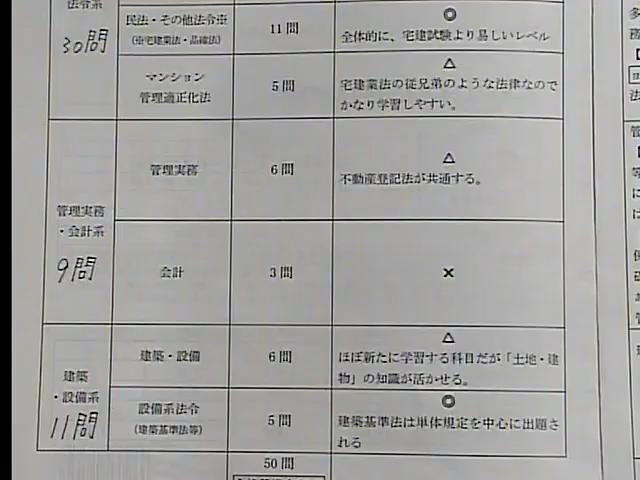 法令系
30問
民法・その他法令※
(※宅建業法・品確法)
11問
◎
全体的に、宅建試験より易しいレベル
マンション
管理適正化法
5問
△
宅建業法の従兄弟のような法律なので
かなり学習しやすい。
管理実務
・会計系
9問
管理実務
6問
△
不動産登記法が共通する。
会計
3問
×
建築
・設備系
11問
建築・設備
6問
△
ほぼ新たに学習する科目だが「土地・建
物」の知識が活かせる。
設備系法令
(建築基準法等)
5問
◎
建築基準法は単体規定を中心に出題さ
れる
50問